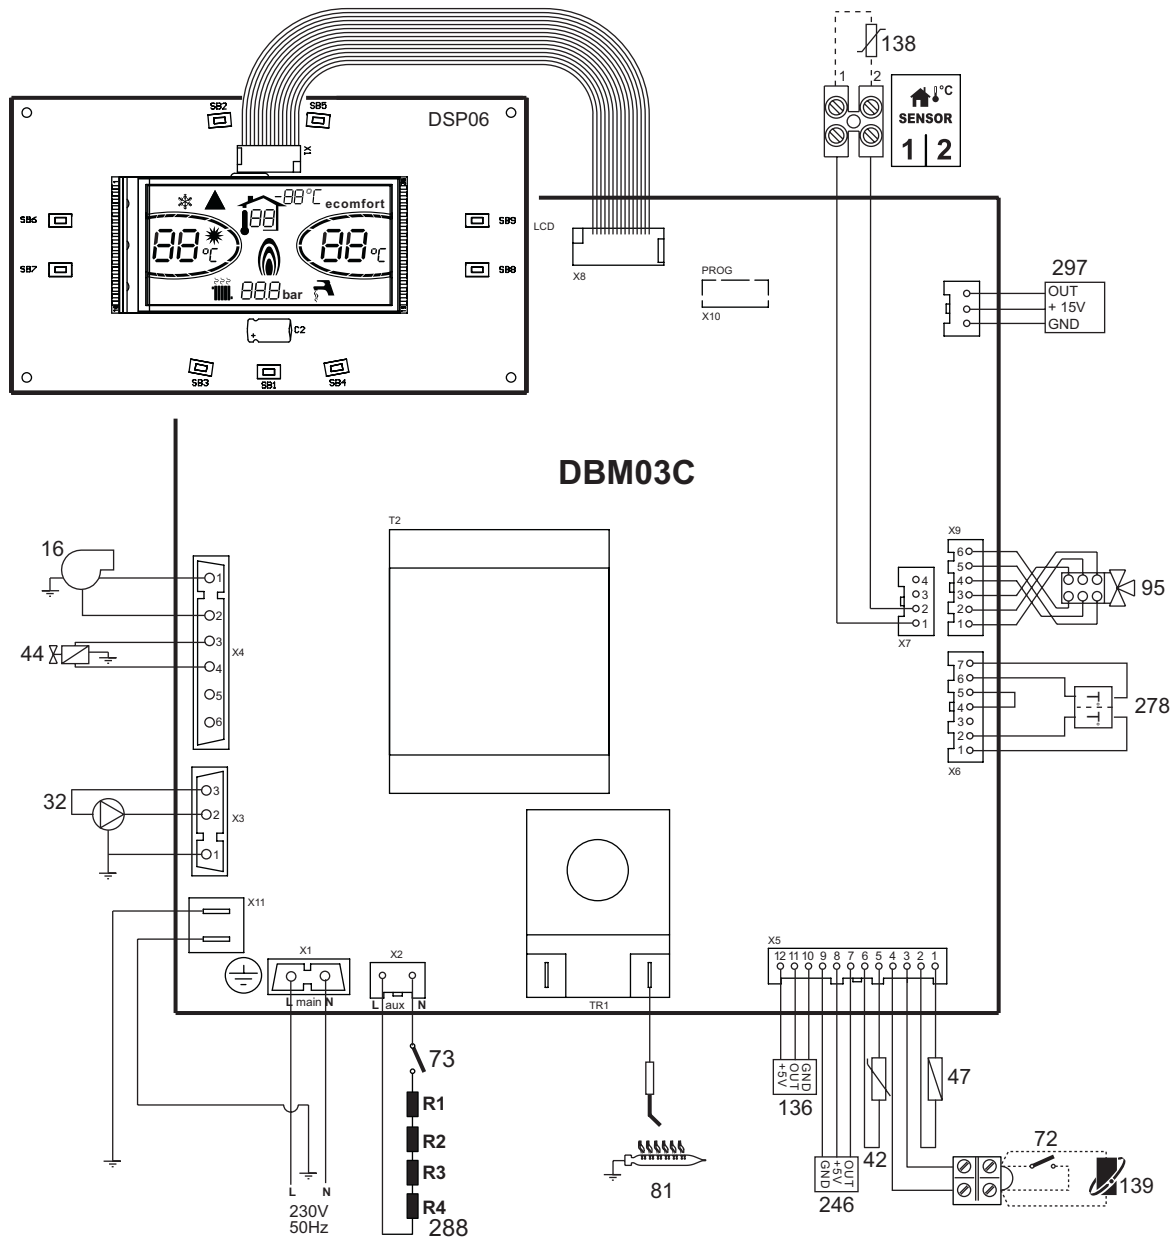 138
1 2
°C
SENSOR
1 2
SB2
SB5
DSP06
X1
-88°C
ecomfort
88
SB6
SB9
88 °C
88 °C
SB7
SB8
88.8 bar
+
C2
SB3
SB1
SB4
LCD
X8
PROG
X10
297
OUT
+ 15V
GND
DBM03C
T2
16
1
2
3
44
4
X4
5
6
X9
6
5
4
3
2
1
95
4
3
2
1
X7
7
6
5
4
3
2
1
278
X6
32
3
2
X3
1
X11
X1
L main N
X2
L aux N
TR1
X5
12 11 10 9 8 7 6 5 4 3 2 1
73
R1
R2
R3
R4
288
L N
230V
50Hz
81
+5V
OUT
GND
136
GND
+5V
OUT
246
42
47
72
139